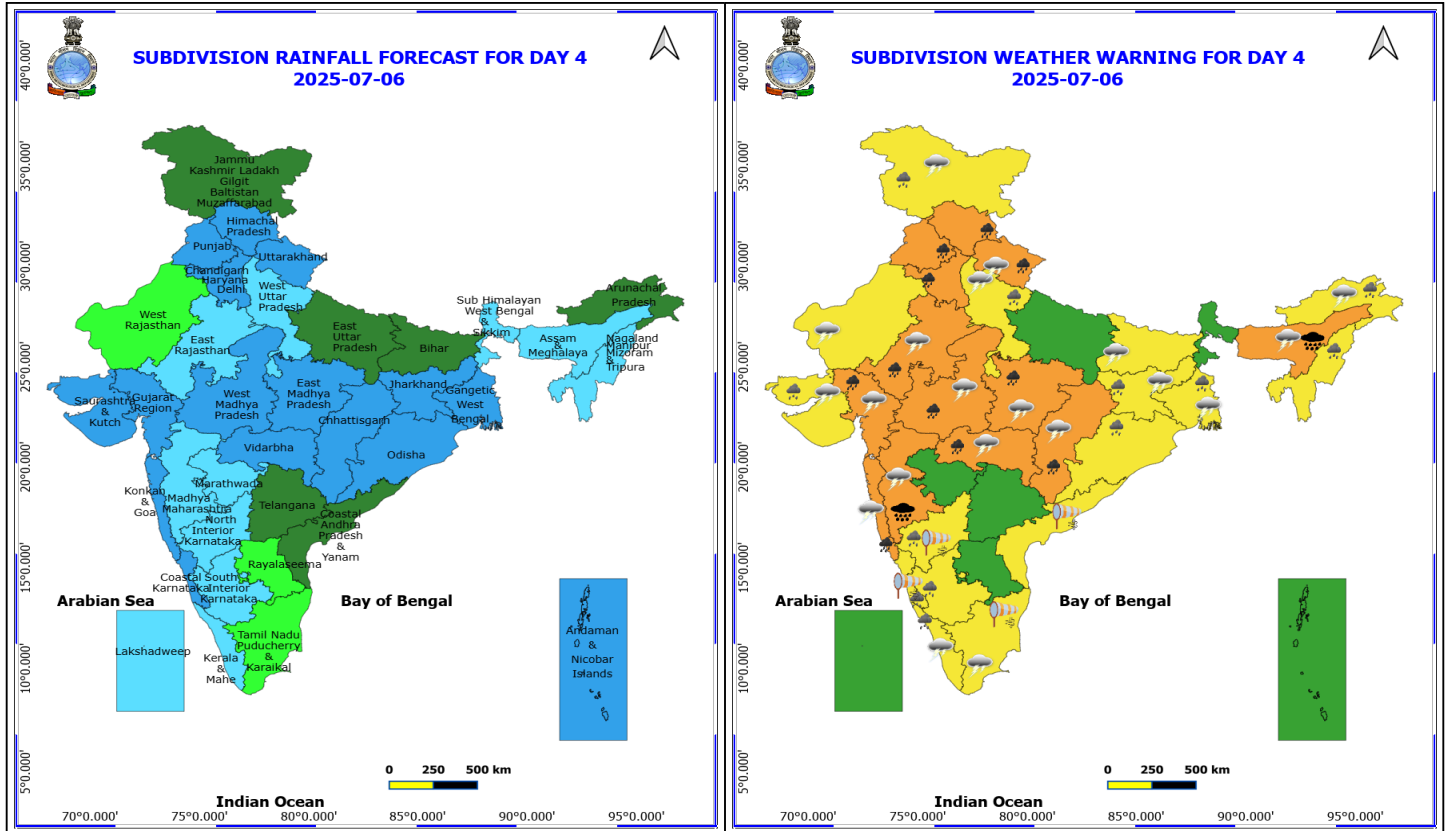 SUBDIVISION RAINFALL FORECAST FOR DAY 4
2025-07-06
40°0.000'
35°0.000'
30°0.000'
25°0.000'
20°0.000'
15°0.000'
10°0.000'
5°0.000'
Jammu
Kashmir Ladakh
Gilgit
Baltistan
Muzaffarabad
Himachal
Pradesh
Punjab
Uttarakhand
Chandigarh
Haryana
Delhi
West
Uttar
Pradesh
West
Rajasthan
East
Rajasthan
East
Uttar
Pradesh
Bihar
Sub Himalayan
West Bengal
&
Sikkim
Arunachal
Pradesh
Assam
&
Meghalaya
Nagaland
Manipur
Mizoram
&
Tripura
Saurashtra
&
Kutch
Gujarat
Region
West
Madhya
Pradesh
East
Madhya
Pradesh
Jharkhand
Gangetic
West
Bengal
Chhattisgarh
Odisha
Vidarbha
Konkan
&
Goa
Madhya
Maharashtra
Marathwada
Telangana
North
Interior
Karnataka
Coastal
Andhra
Pradesh
&
Yanam
Rayalaseema
Coastal
Karnataka
South
Interior
Karnataka
Tamil Nadu
Puducherry
&
Karaikal
Kerala
&
Mahe
Lakshadweep
Andaman
&
Nicobar
Islands
Arabian Sea
Bay of Bengal
Indian Ocean
0 250 500 km
70°0.000' 75°0.000' 80°0.000' 85°0.000' 90°0.000' 95°0.000'
SUBDIVISION WEATHER WARNING FOR DAY 4
2025-07-06
40°0.000'
35°0.000'
30°0.000'
25°0.000'
20°0.000'
15°0.000'
10°0.000'
5°0.000'
Arabian Sea
Bay of Bengal
Indian Ocean
0 250 500 km
70°0.000' 75°0.000' 80°0.000' 85°0.000' 90°0.000' 95°0.000'